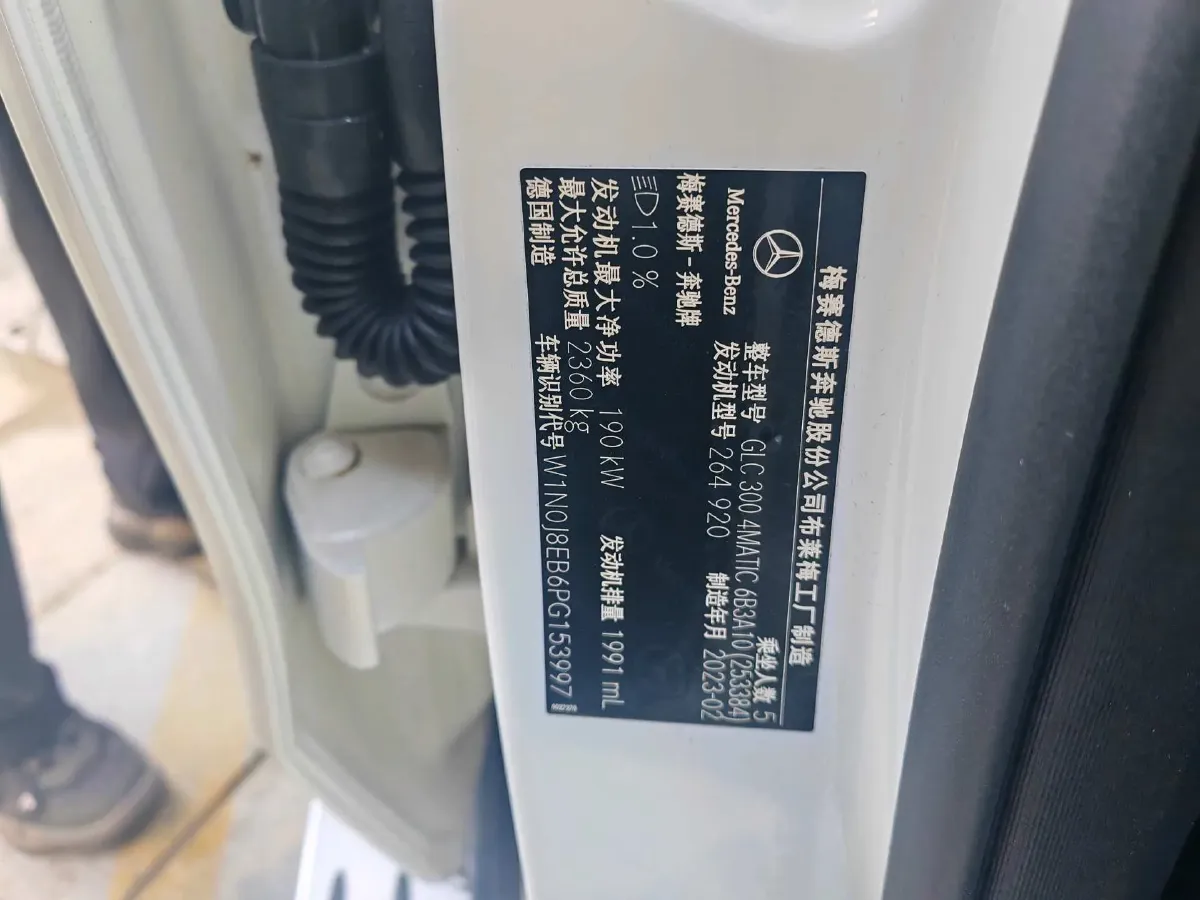 梅赛德斯奔驰股份公司布莱梅工厂制造
乘坐人数 5
Mercedes-Benz
整车型号 GLC 300 4MATIC 6B3A10(253384)
发动机型号 264 920 制造年月 2023-02
梅赛德斯-奔驰牌
1.0 %
发动机最大净功率 190 kW 发动机排量 1991 mL
最大允许总质量 2360 kg
德国制造 车辆识别代号 W1N0J8EB6PG153997